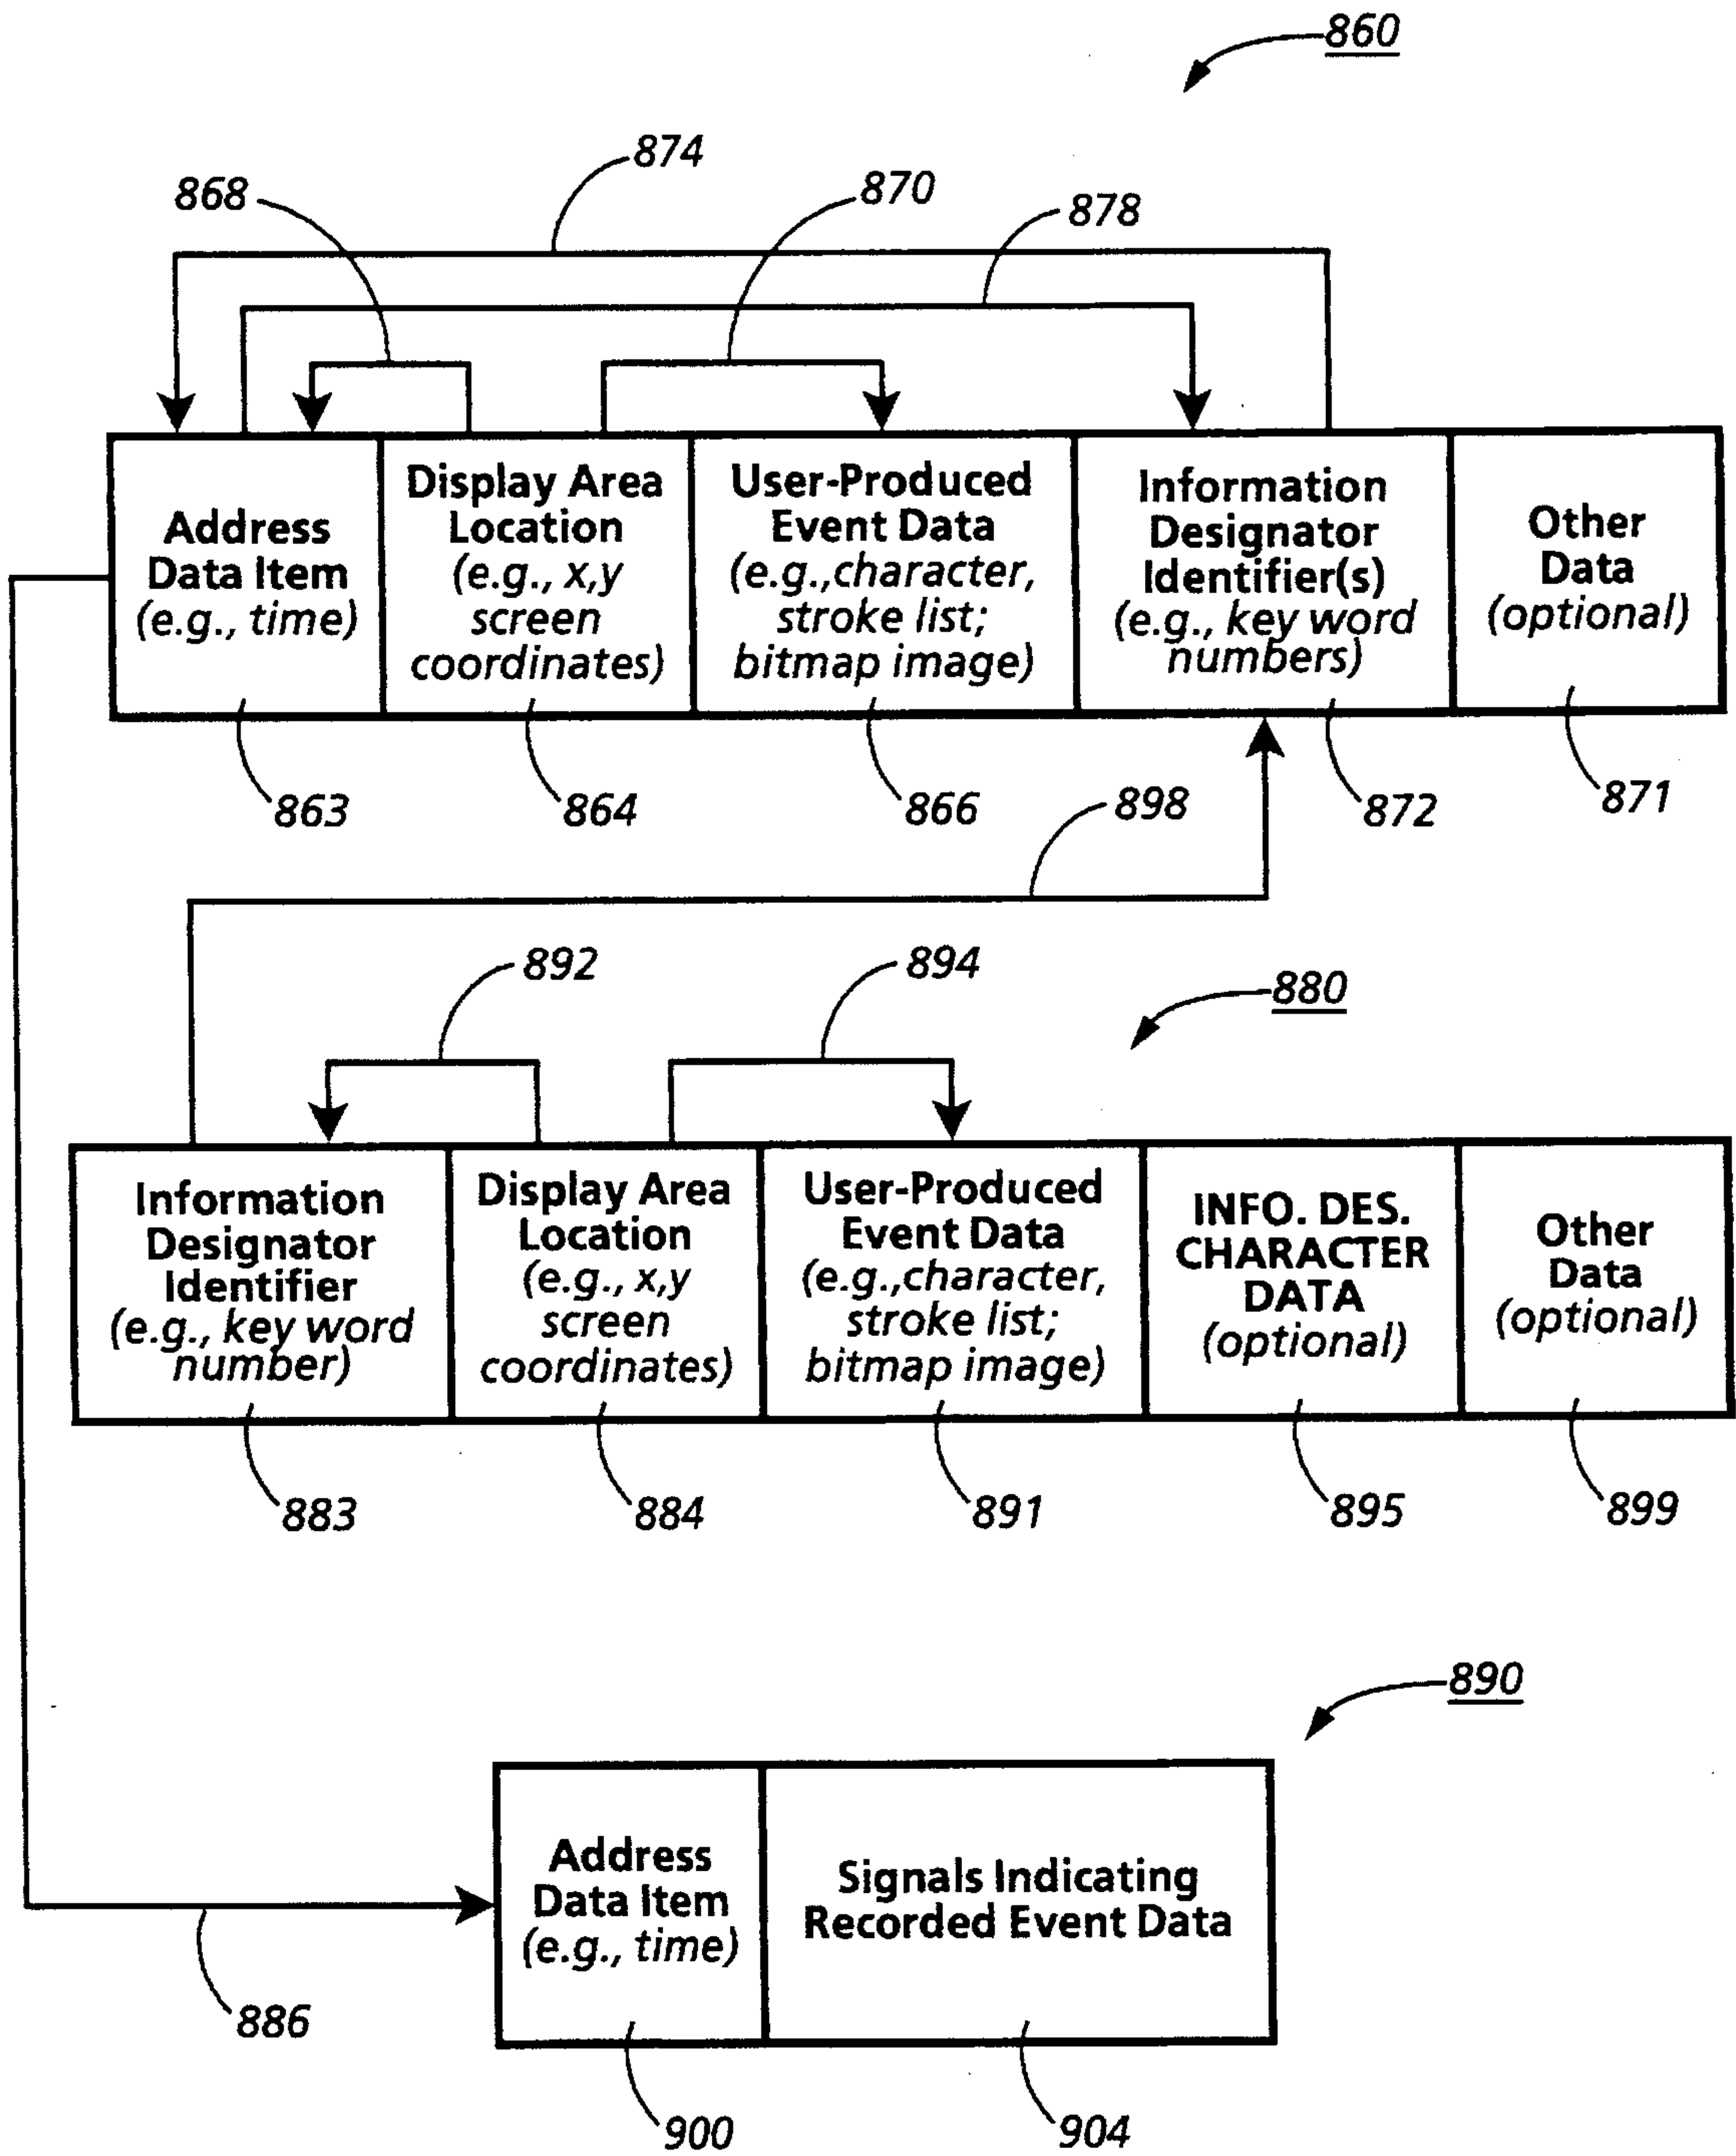 860
874
868
870
878
Address
Data Item
(e.g., time)
Display Area
Location
(e.g., x,y
screen
coordinates)
User-Produced
Event Data
(e.g.,character,
stroke list;
bitmap image)
Information
Designator
Identifier(s)
(e.g., key word
numbers)
Other
Data
(optional)
863
864
866
898
872
871
892
894
880
Information
Designator
Identifier
(e.g., key word
number)
Display Area
Location
(e.g., x,y
screen
coordinates)
User-Produced
Event Data
(e.g.,character,
stroke list;
bitmap image)
INFO. DES.
CHARACTER
DATA
(optional)
Other
Data
(optional)
883
884
891
895
899
890
Address
Data Item
(e.g., time)
Signals Indicating
Recorded Event Data
886
900
904